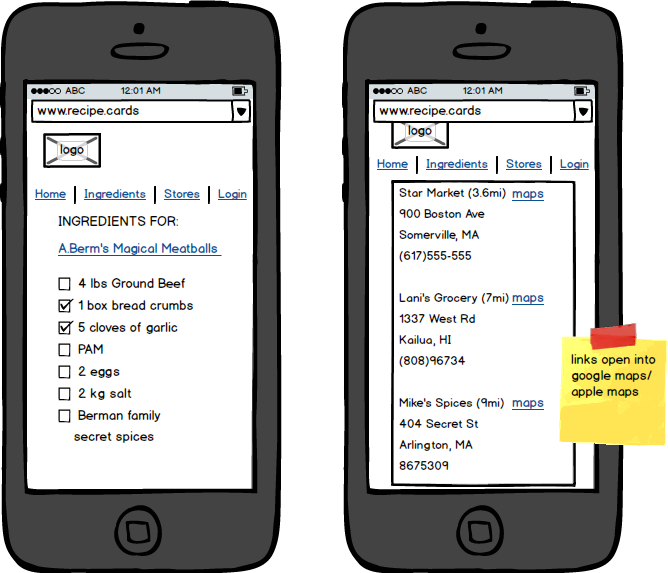 ABC 12:01 AM
www.recipe.cards
logo
Home Ingredients Stores Login
INGREDIENTS FOR:
A.Berm's Magical Meatballs
4 lbs Ground Beef
1 box bread crumbs
5 cloves of garlic
PAM
2 eggs
2 kg salt
Berman family
secret spices
ABC 12:01 AM
www.recipe.cards
logo
Home Ingredients Stores Login
Star Market (3.6mi) maps
900 Boston Ave
Somerville, MA
(617)555-555
Lani's Grocery (7mi) maps
1337 West Rd
Kailua, HI
(808)96734
Mike's Spices (9mi) maps
404 Secret St
Arlington, MA
8675309
links open into
google maps/
apple maps